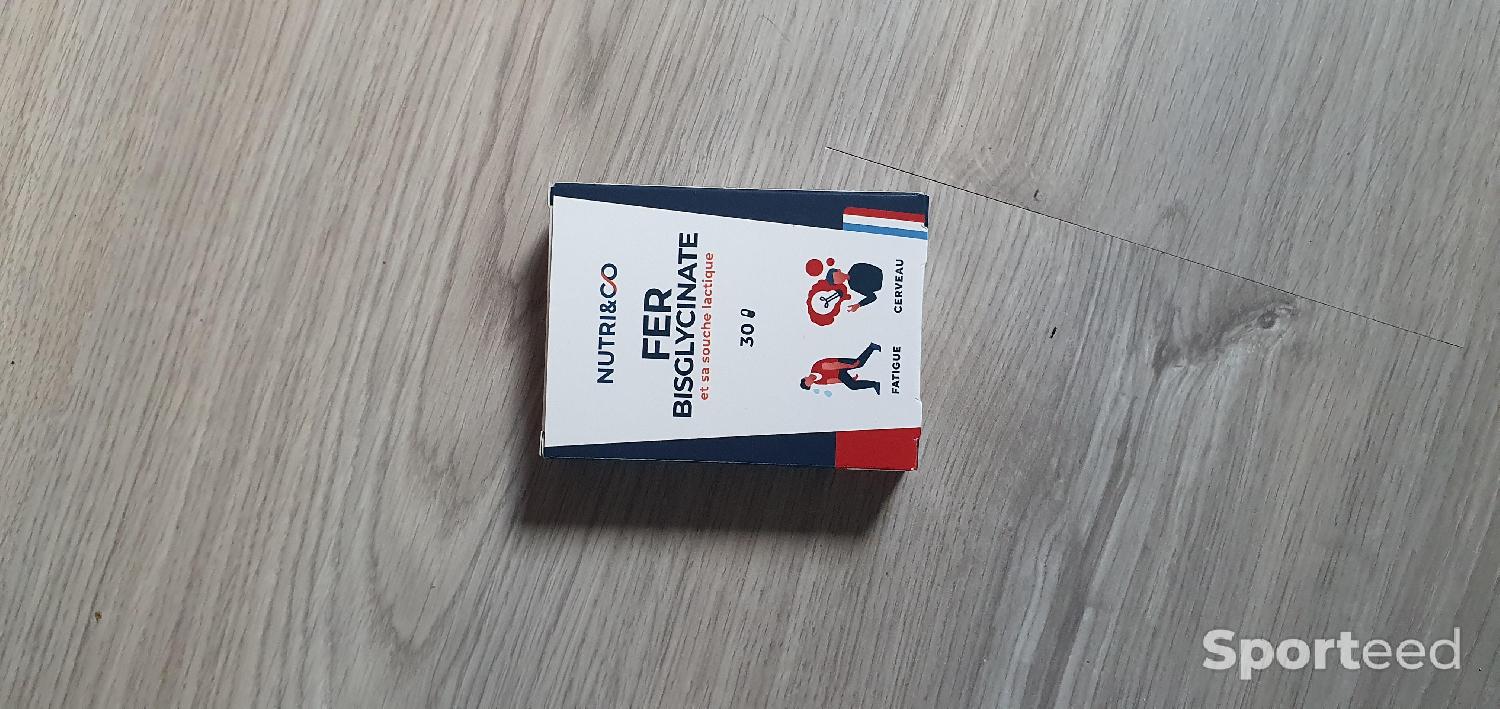 NUTRI&CO
FER
BISGLYCINATE
et sa souche lactique
30
FATIGUE CERVEAU
Sporteed